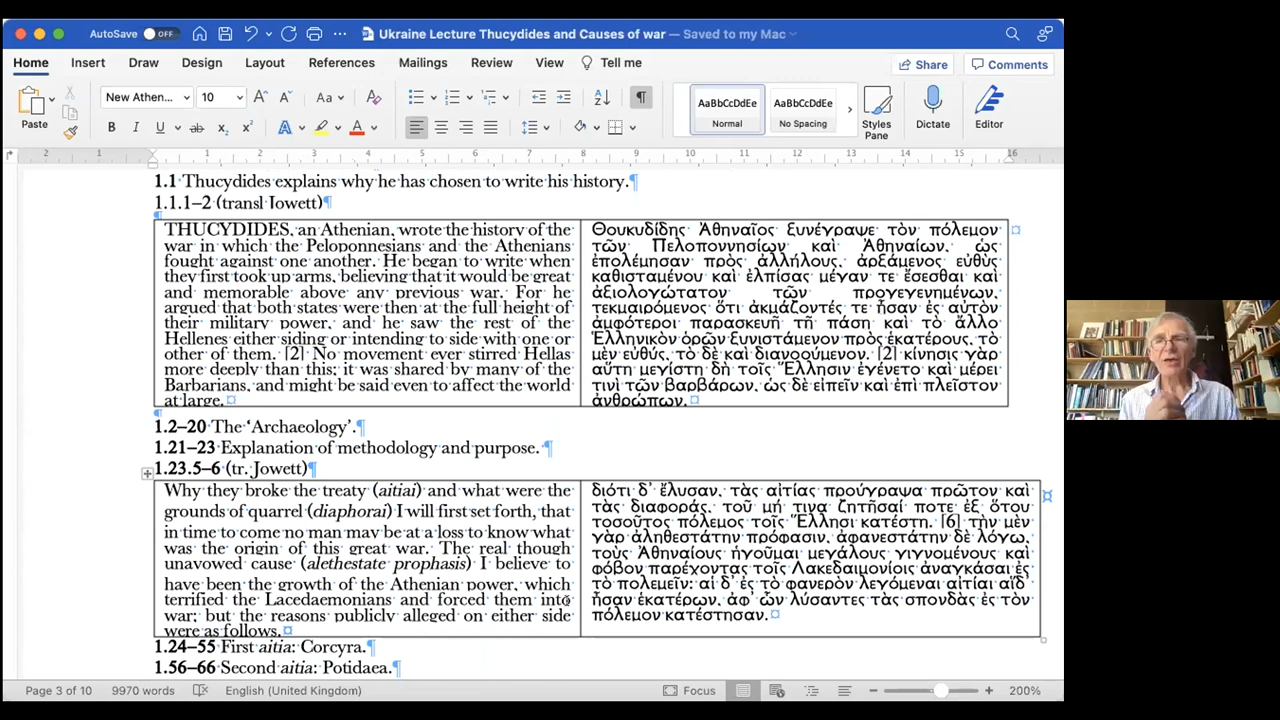 AutoSave OFF Ukraine Lecture Thucydides and Causes of war — Saved to my Mac
Home Insert Draw Design Layout References Mailings Review View Tell me Share Comments
New Athen... 10 Aa AaBbCcDdEe AaBbCcDdEe
Paste Normal No Spacing Styles Pane Dictate Editor
2 1 1 2 3 4 5 6 7 8 9 10 11 12 13 14 15 16
1.1 Thucydides explains why he has chosen to write his history.¶
1.1.1–2 (transl Jowett)¶
¶
THUCYDIDES, an Athenian, wrote the history of the
war in which the Peloponnesians and the Athenians
fought against one another. He began to write when
they first took up arms, believing that it would be great
and memorable above any previous war. For he
argued that both states were then at the full height of
their military power, and he saw the rest of the
Hellenes either siding or intending to side with one or
other of them. [2] No movement ever stirred Hellas
more deeply than this; it was shared by many of the
Barbarians, and might be said even to affect the world
at large.
Θουκυδίδης Ἀθηναῖος ξυνέγραψε τὸν πόλεμον
τῶν Πελοποννησίων καὶ Ἀθηναίων, ὡς
ἐπολέμησαν πρὸς ἀλλήλους, ἀρξάμενος εὐθὺς
καθισταμένου καὶ ἐλπίσας μέγαν τε ἔσεσθαι καὶ
ἀξιολογώτατον τῶν προγεγενημένων,
τεκμαιρόμενος ὅτι ἀκμάζοντές τε ἦσαν ἐς αὐτὸν
ἀμφότεροι παρασκευῇ τῇ πάσῃ καὶ τὸ ἄλλο
Ἑλληνικὸν ὁρῶν ξυνιστάμενον πρὸς ἑκατέρους, τὸ
μὲν εὐθύς, τὸ δὲ καὶ διανοούμενον. [2] κίνησις γὰρ
αὕτη μεγίστη δὴ τοῖς Ἕλλησιν ἐγένετο καὶ μέρει
τινὶ τῶν βαρβάρων, ὡς δὲ εἰπεῖν καὶ ἐπὶ πλεῖστον
ἀνθρώπων.
¶
1.2–20 The ‘Archaeology’.¶
1.21–23 Explanation of methodology and purpose. ¶
1.23.5–6 (tr. Jowett)¶
Why they broke the treaty (aitiai) and what were the
grounds of quarrel (diaphorai) I will first set forth, that
in time to come no man may be at a loss to know what
was the origin of this great war. The real though
unavowed cause (alethestate prophasis) I believe to
have been the growth of the Athenian power, which
terrified the Lacedaemonians and forced them into
war; but the reasons publicly alleged on either side
were as follows.
διότι δ’ ἔλυσαν, τὰς αἰτίας προύγραψα πρῶτον καὶ
τὰς διαφοράς, τοῦ μή τινα ζητῆσαί ποτε ἐξ ὅτου
τοσοῦτος πόλεμος τοῖς Ἕλλησι κατέστη. [6] τὴν μὲν
γὰρ ἀληθεστάτην πρόφασιν, ἀφανεστάτην δὲ λόγῳ,
τοὺς Ἀθηναίους ἡγοῦμαι μεγάλους γιγνομένους καὶ
φόβον παρέχοντας τοῖς Λακεδαιμονίοις ἀναγκάσαι ἐς
τὸ πολεμεῖν: αἱ δ’ ἐς τὸ φανερὸν λεγόμεναι αἰτίαι αἵδ’
ἦσαν ἑκατέρων, ἀφ’ ὧν λύσαντες τὰς σπονδὰς ἐς τὸν
πόλεμον κατέστησαν.
1.24–55 First aitia: Corcyra.¶
1.56–66 Second aitia: Potidaea.¶
Page 3 of 10 9970 words English (United Kingdom) Focus 200%